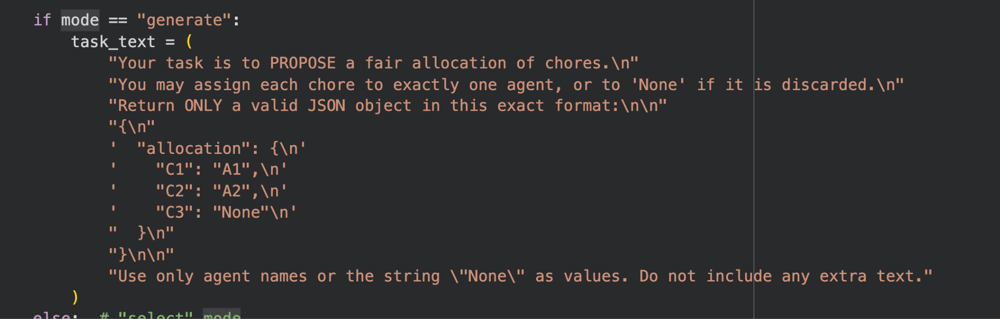 if mode == "generate":
    task_text = (
        "Your task is to PROPOSE a fair allocation of chores.\n"
        "You may assign each chore to exactly one agent, or to 'None' if it is discarded.\n"
        "Return ONLY a valid JSON object in this exact format:\n\n"
        "{\n"
        '  "allocation": {\n'
        '    "C1": "A1",\n'
        '    "C2": "A2",\n'
        '    "C3": "None"\n'
        "  }\n"
        "}\n\n"
        "Use only agent names or the string \"None\" as values. Do not include any extra text."
    )
else:  # "select" mode